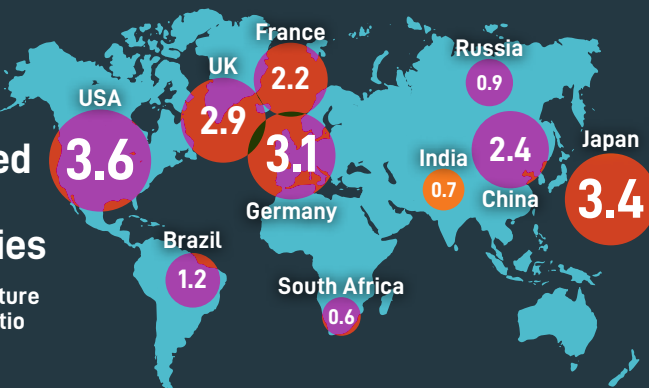 France
2.2
Russia
0.9
UK
2.9
USA
3.6
3.1
Germany
2.4
China
Japan
3.4
India
0.7
ed
ies
Brazil
1.2
South Africa
0.6
ture
tio